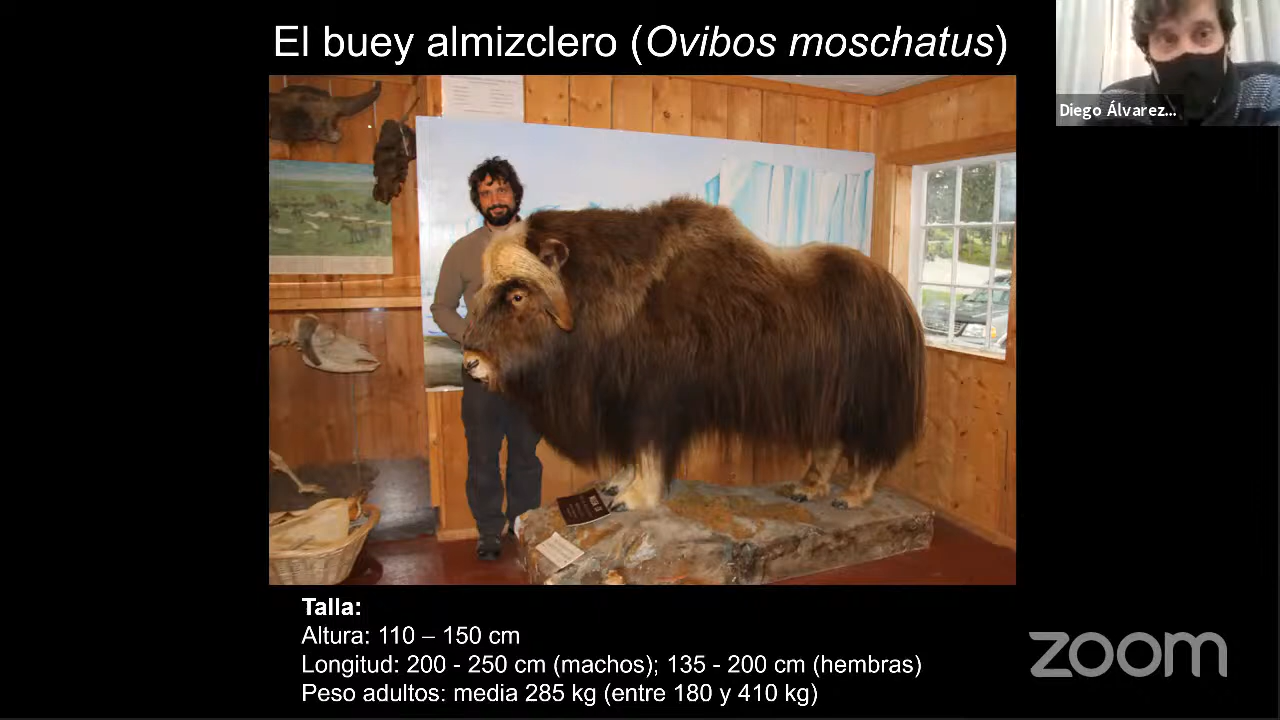 El buey almizclero (Ovibos moschatus)
Diego Álvarez...
Talla:
Altura: 110 – 150 cm
Longitud: 200 - 250 cm (machos); 135 - 200 cm (hembras)
Peso adultos: media 285 kg (entre 180 y 410 kg)
zoom